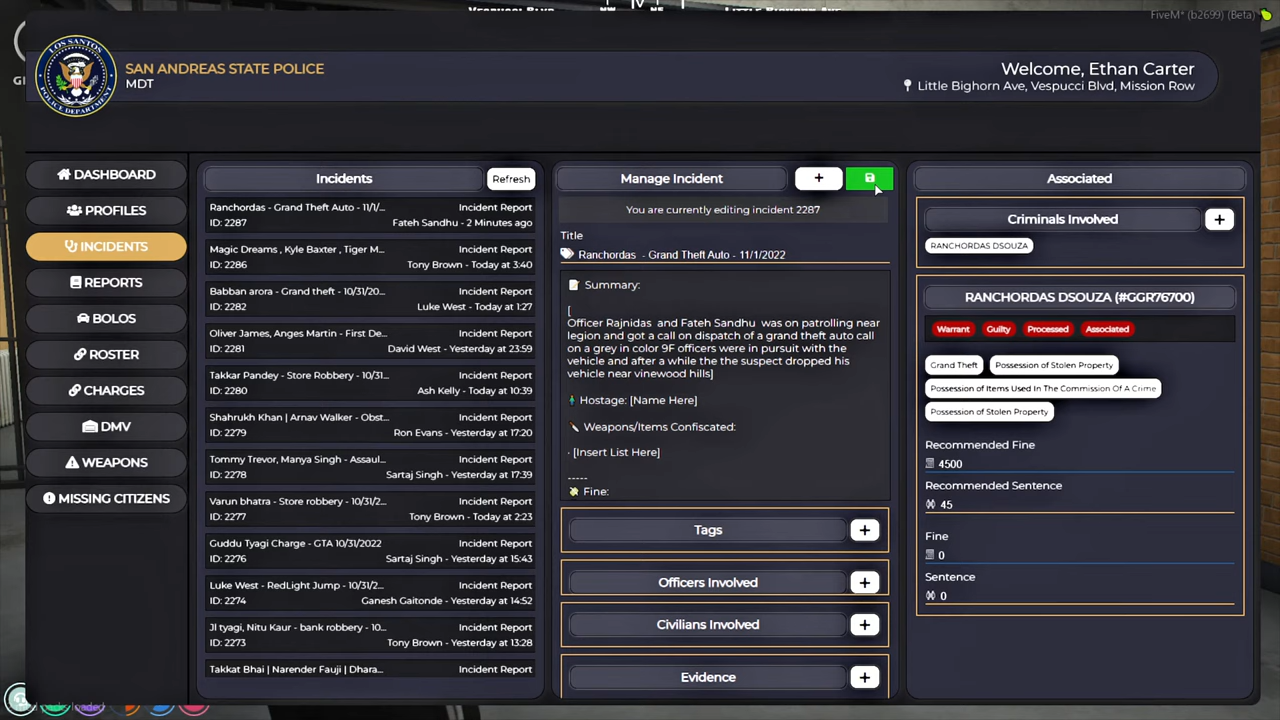 Vespucci Blvd
NW
NE
Little Bighorn Ave
FiveM* (b2699) (Beta)
LOS SANTOS
POLICE DEPARTMENT
SAN ANDREAS STATE POLICE
MDT
Welcome, Ethan Carter
Little Bighorn Ave, Vespucci Blvd, Mission Row
DASHBOARD
PROFILES
INCIDENTS
REPORTS
BOLOS
ROSTER
CHARGES
DMV
WEAPONS
MISSING CITIZENS
Incidents
Refresh
Ranchordas - Grand Theft Auto - 11/1/... Incident Report
ID: 2287 Fateh Sandhu - 2 Minutes ago
Magic Dreams , Kyle Baxter , Tiger M... Incident Report
ID: 2286 Tony Brown - Today at 3:40
Babban arora - Grand theft - 10/31/20... Incident Report
ID: 2282 Luke West - Today at 1:27
Oliver James, Anges Martin - First De... Incident Report
ID: 2281 David West - Yesterday at 23:59
Takkar Pandey - Store Robbery - 10/31... Incident Report
ID: 2280 Ash Kelly - Today at 10:39
Shahrukh Khan | Arnav Walker - Obst... Incident Report
ID: 2279 Ron Evans - Yesterday at 17:20
Tommy Trevor, Manya Singh - Assaul... Incident Report
ID: 2278 Sartaj Singh - Yesterday at 17:39
Varun bhatra - Store robbery - 10/31/2... Incident Report
ID: 2277 Tony Brown - Today at 2:23
Guddu Tyagi Charge - GTA 10/31/2022 Incident Report
ID: 2276 Sartaj Singh - Yesterday at 15:43
Luke West - RedLight Jump - 10/31/2... Incident Report
ID: 2274 Ganesh Gaitonde - Yesterday at 14:52
Jl tyagi, Nitu Kaur - bank robbery - 10... Incident Report
ID: 2273 Tony Brown - Yesterday at 13:28
Takkat Bhai | Narender Fauji | Dhara... Incident Report
Manage Incident
+
You are currently editing incident 2287
Title
Ranchordas - Grand Theft Auto - 11/1/2022
📝 Summary:
[
Officer Rajnidas and Fateh Sandhu was on patrolling near
legion and got a call on dispatch of a grand theft auto call
on a grey in color 9F officers were in pursuit with the
vehicle and after a while the the suspect dropped his
vehicle near vinewood hills]
Hostage: [Name Here]
Weapons/Items Confiscated:
· [Insert List Here]
-----
Fine:
Tags +
Officers Involved +
Civilians Involved +
Evidence +
Associated
Criminals Involved +
RANCHORDAS DSOUZA
RANCHORDAS DSOUZA (#GGR76700)
Warrant Guilty Processed Associated
Grand Theft Possession of Stolen Property
Possession of Items Used In The Commission Of A Crime
Possession of Stolen Property
Recommended Fine
4500
Recommended Sentence
45
Fine
0
Sentence
0